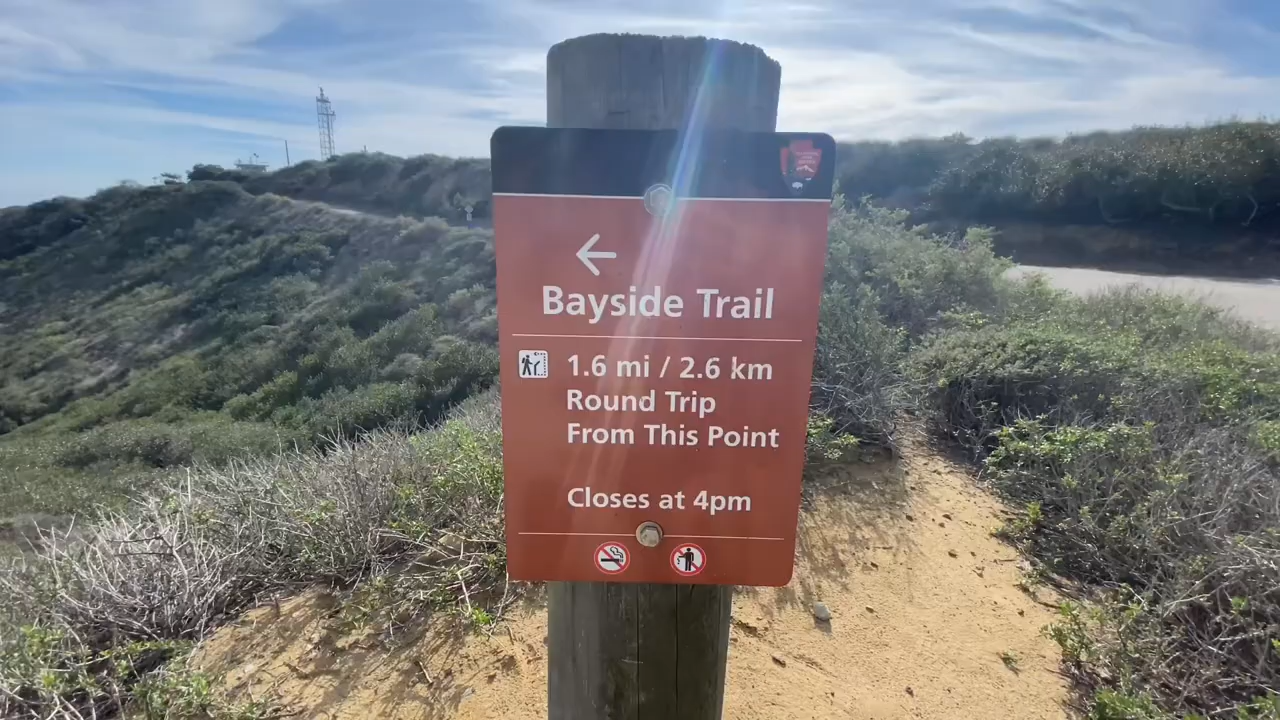 ←
Bayside Trail
1.6 mi / 2.6 km
Round Trip
From This Point
Closes at 4pm